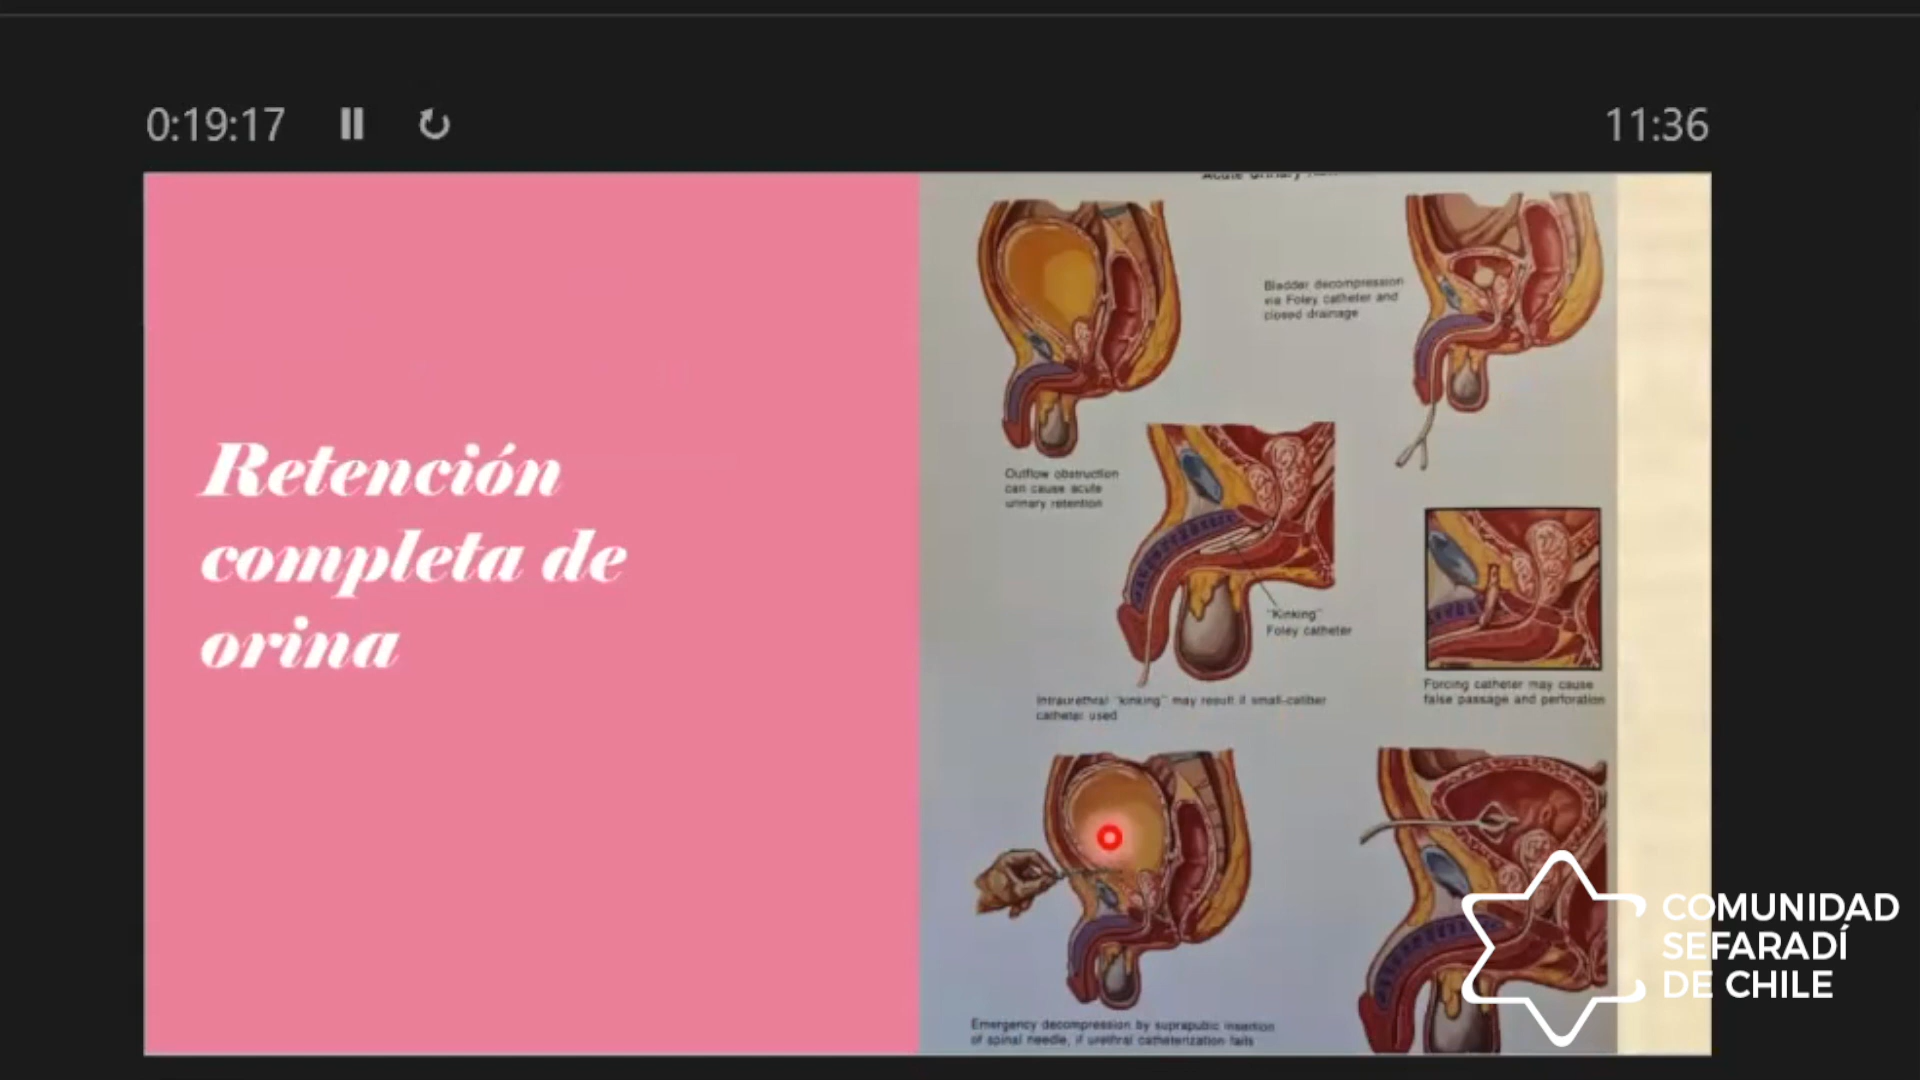 0:19:17
11:36
Retención
completa de
orina
Acute Urinary
Bladder decompression
via Foley catheter and
closed drainage
Outflow obstruction
can cause acute
urinary retention
"Kinking"
Foley catheter
Intraurethral "kinking" may result if small-caliber
catheter used
Forcing catheter may cause
false passage and perforation
Emergency decompression by suprapubic insertion
of spinal needle, if urethral catheterization fails
COMUNIDAD
SEFARADÍ
DE CHILE